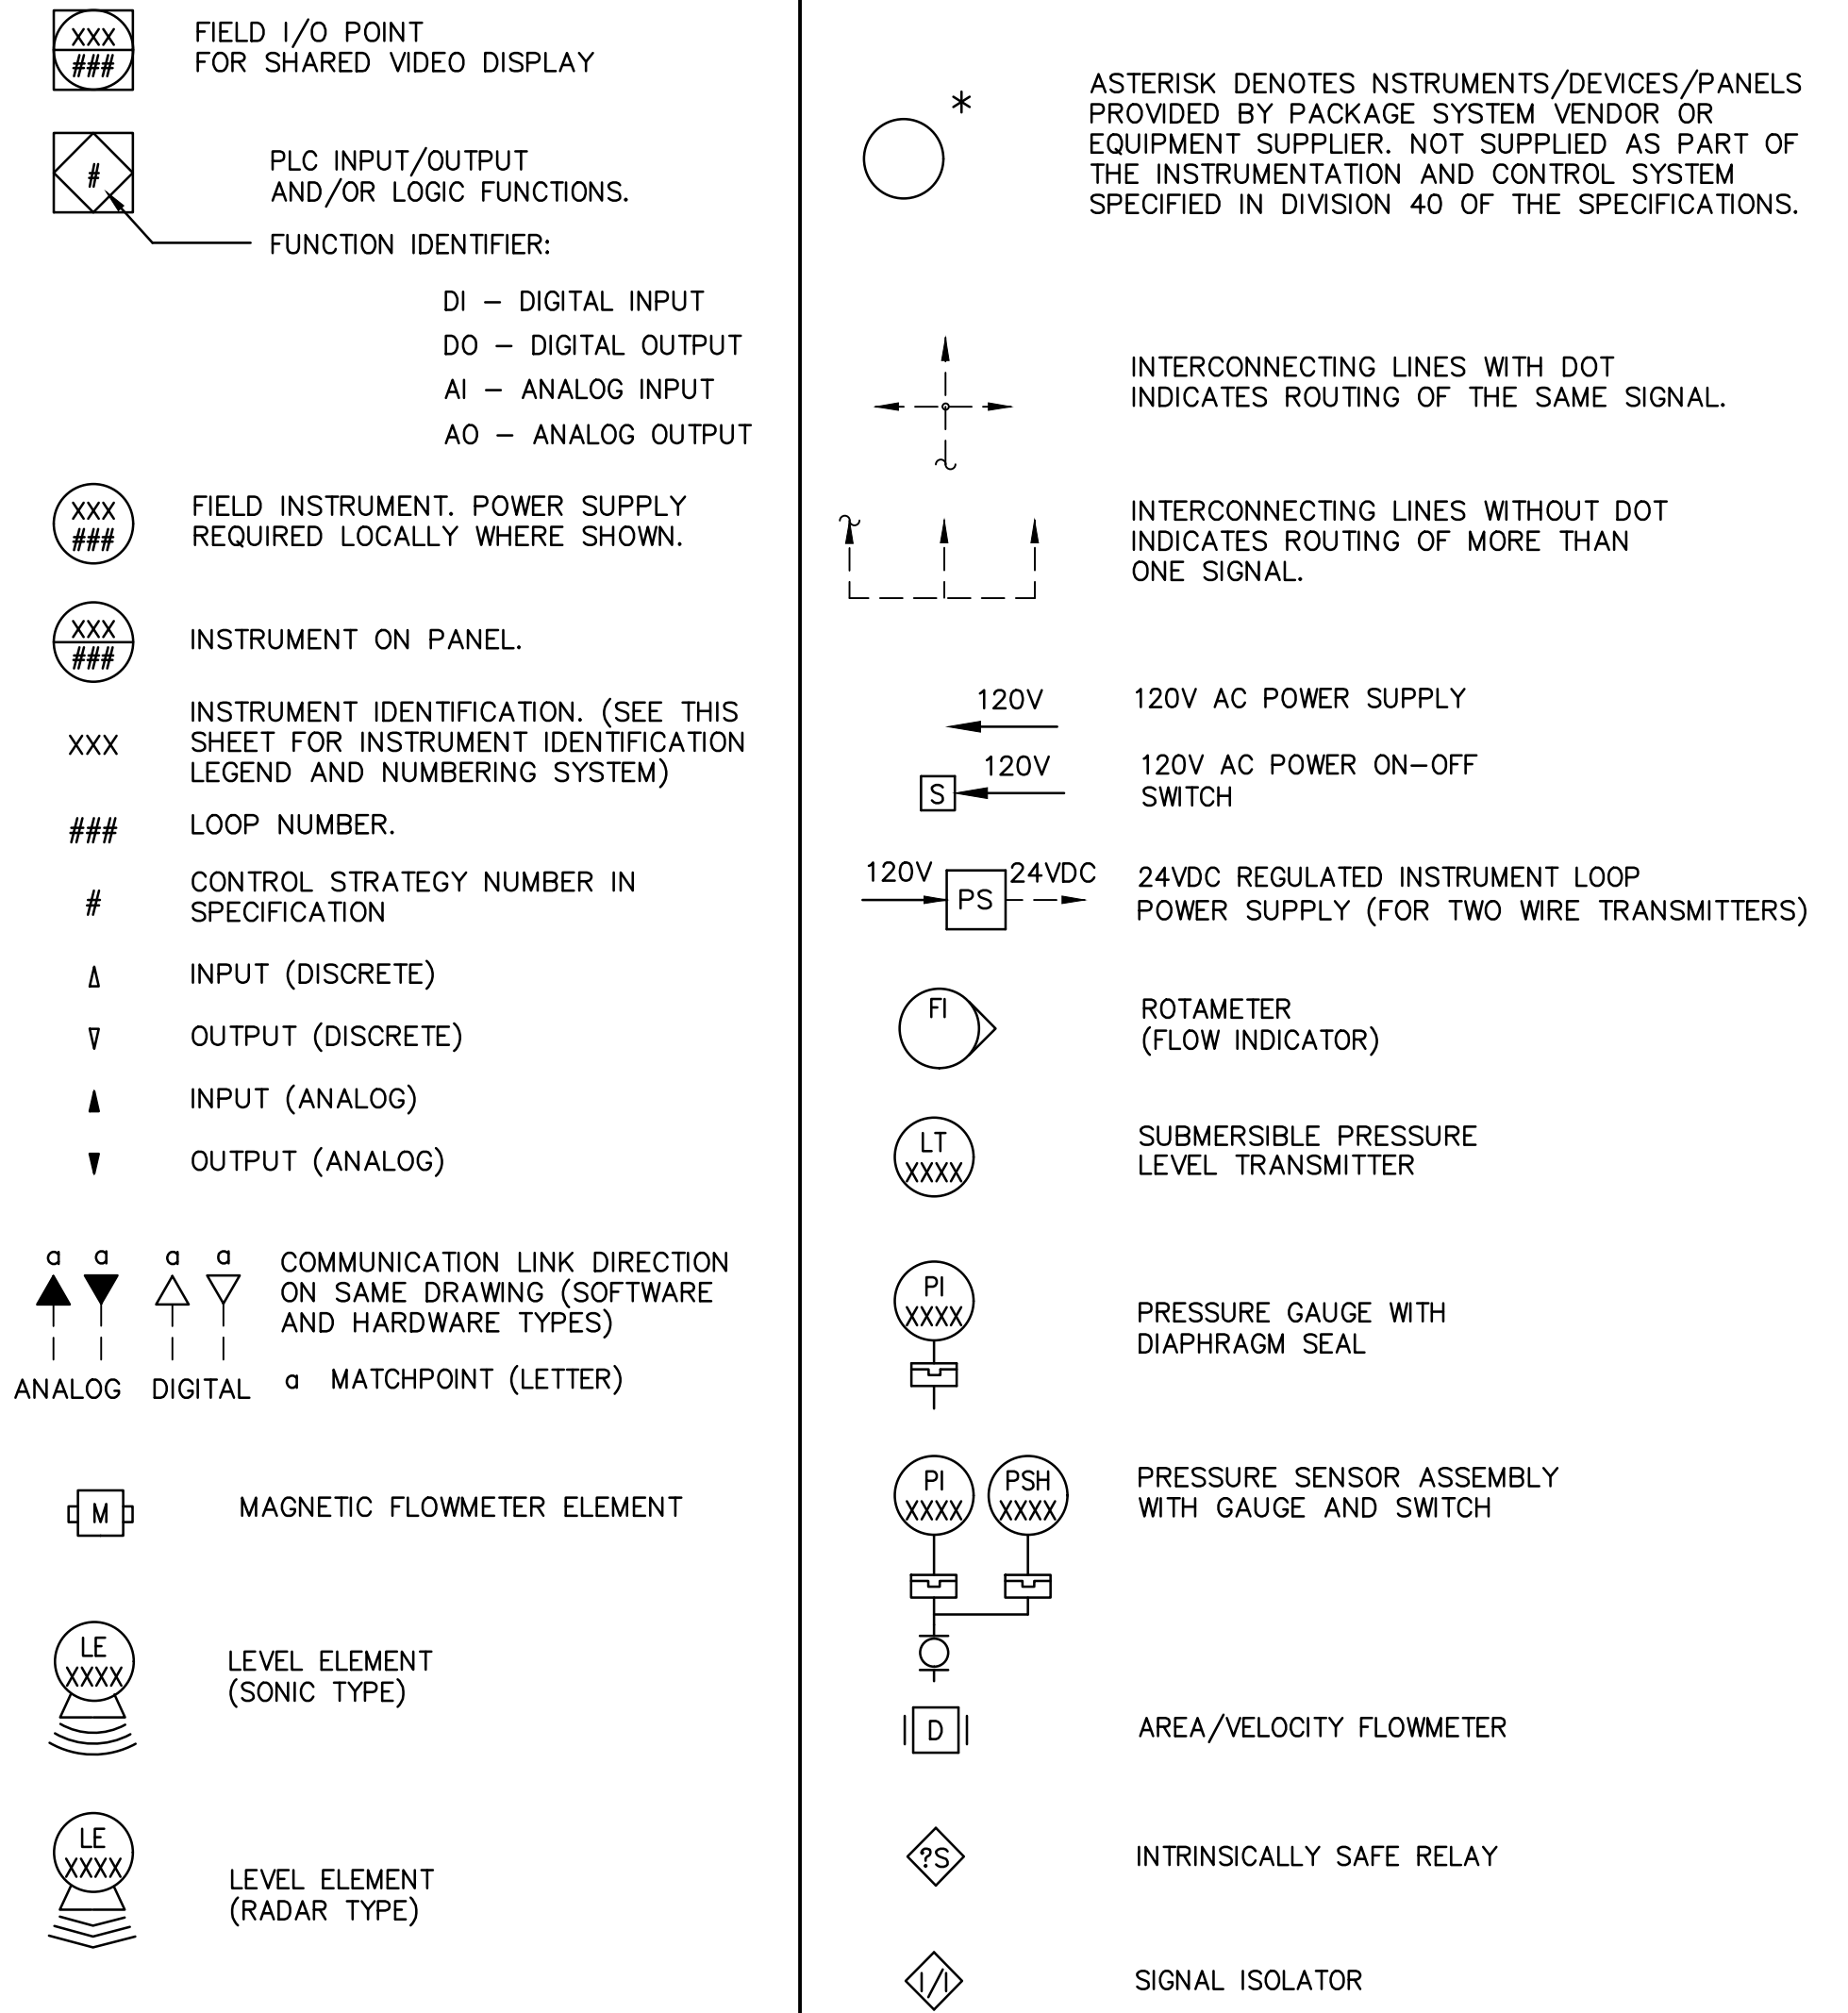 XXX
###
FIELD I/O POINT
FOR SHARED VIDEO DISPLAY
#
PLC INPUT/OUTPUT
AND/OR LOGIC FUNCTIONS.
FUNCTION IDENTIFIER:
DI – DIGITAL INPUT
DO – DIGITAL OUTPUT
AI – ANALOG INPUT
AO – ANALOG OUTPUT
XXX
###
FIELD INSTRUMENT. POWER SUPPLY
REQUIRED LOCALLY WHERE SHOWN.
XXX
###
INSTRUMENT ON PANEL.
XXX
INSTRUMENT IDENTIFICATION. (SEE THIS
SHEET FOR INSTRUMENT IDENTIFICATION
LEGEND AND NUMBERING SYSTEM)
###
LOOP NUMBER.
#
CONTROL STRATEGY NUMBER IN
SPECIFICATION
INPUT (DISCRETE)
OUTPUT (DISCRETE)
INPUT (ANALOG)
OUTPUT (ANALOG)
a a a a
ANALOG DIGITAL
COMMUNICATION LINK DIRECTION
ON SAME DRAWING (SOFTWARE
AND HARDWARE TYPES)
a MATCHPOINT (LETTER)
M
MAGNETIC FLOWMETER ELEMENT
LE
XXXX
LEVEL ELEMENT
(SONIC TYPE)
LE
XXXX
LEVEL ELEMENT
(RADAR TYPE)
*
ASTERISK DENOTES NSTRUMENTS/DEVICES/PANELS
PROVIDED BY PACKAGE SYSTEM VENDOR OR
EQUIPMENT SUPPLIER. NOT SUPPLIED AS PART OF
THE INSTRUMENTATION AND CONTROL SYSTEM
SPECIFIED IN DIVISION 40 OF THE SPECIFICATIONS.
INTERCONNECTING LINES WITH DOT
INDICATES ROUTING OF THE SAME SIGNAL.
INTERCONNECTING LINES WITHOUT DOT
INDICATES ROUTING OF MORE THAN
ONE SIGNAL.
120V
120V AC POWER SUPPLY
S
120V
120V AC POWER ON–OFF
SWITCH
120V
PS
24VDC
24VDC REGULATED INSTRUMENT LOOP
POWER SUPPLY (FOR TWO WIRE TRANSMITTERS)
FI
ROTAMETER
(FLOW INDICATOR)
LT
XXXX
SUBMERSIBLE PRESSURE
LEVEL TRANSMITTER
PI
XXXX
PRESSURE GAUGE WITH
DIAPHRAGM SEAL
PI
XXXX
PSH
XXXX
PRESSURE SENSOR ASSEMBLY
WITH GAUGE AND SWITCH
D
AREA/VELOCITY FLOWMETER
?S
INTRINSICALLY SAFE RELAY
I/I
SIGNAL ISOLATOR